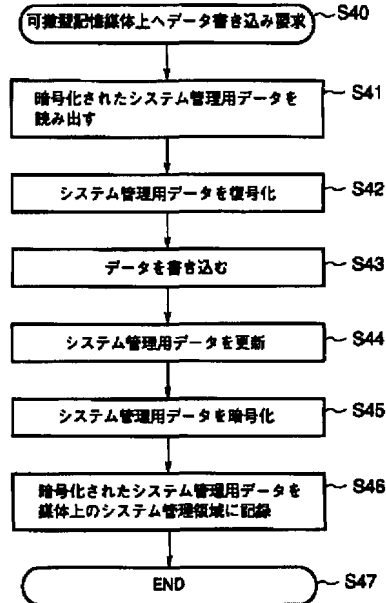 可搬型記憶媒体上へデータ書き込み要求
S40
暗号化されたシステム管理用データを
読み出す
S41
システム管理用データを復号化
S42
データを書き込む
S43
システム管理用データを更新
S44
システム管理用データを暗号化
S45
暗号化されたシステム管理用データを
媒体上のシステム管理領域に記録
S46
END
S47